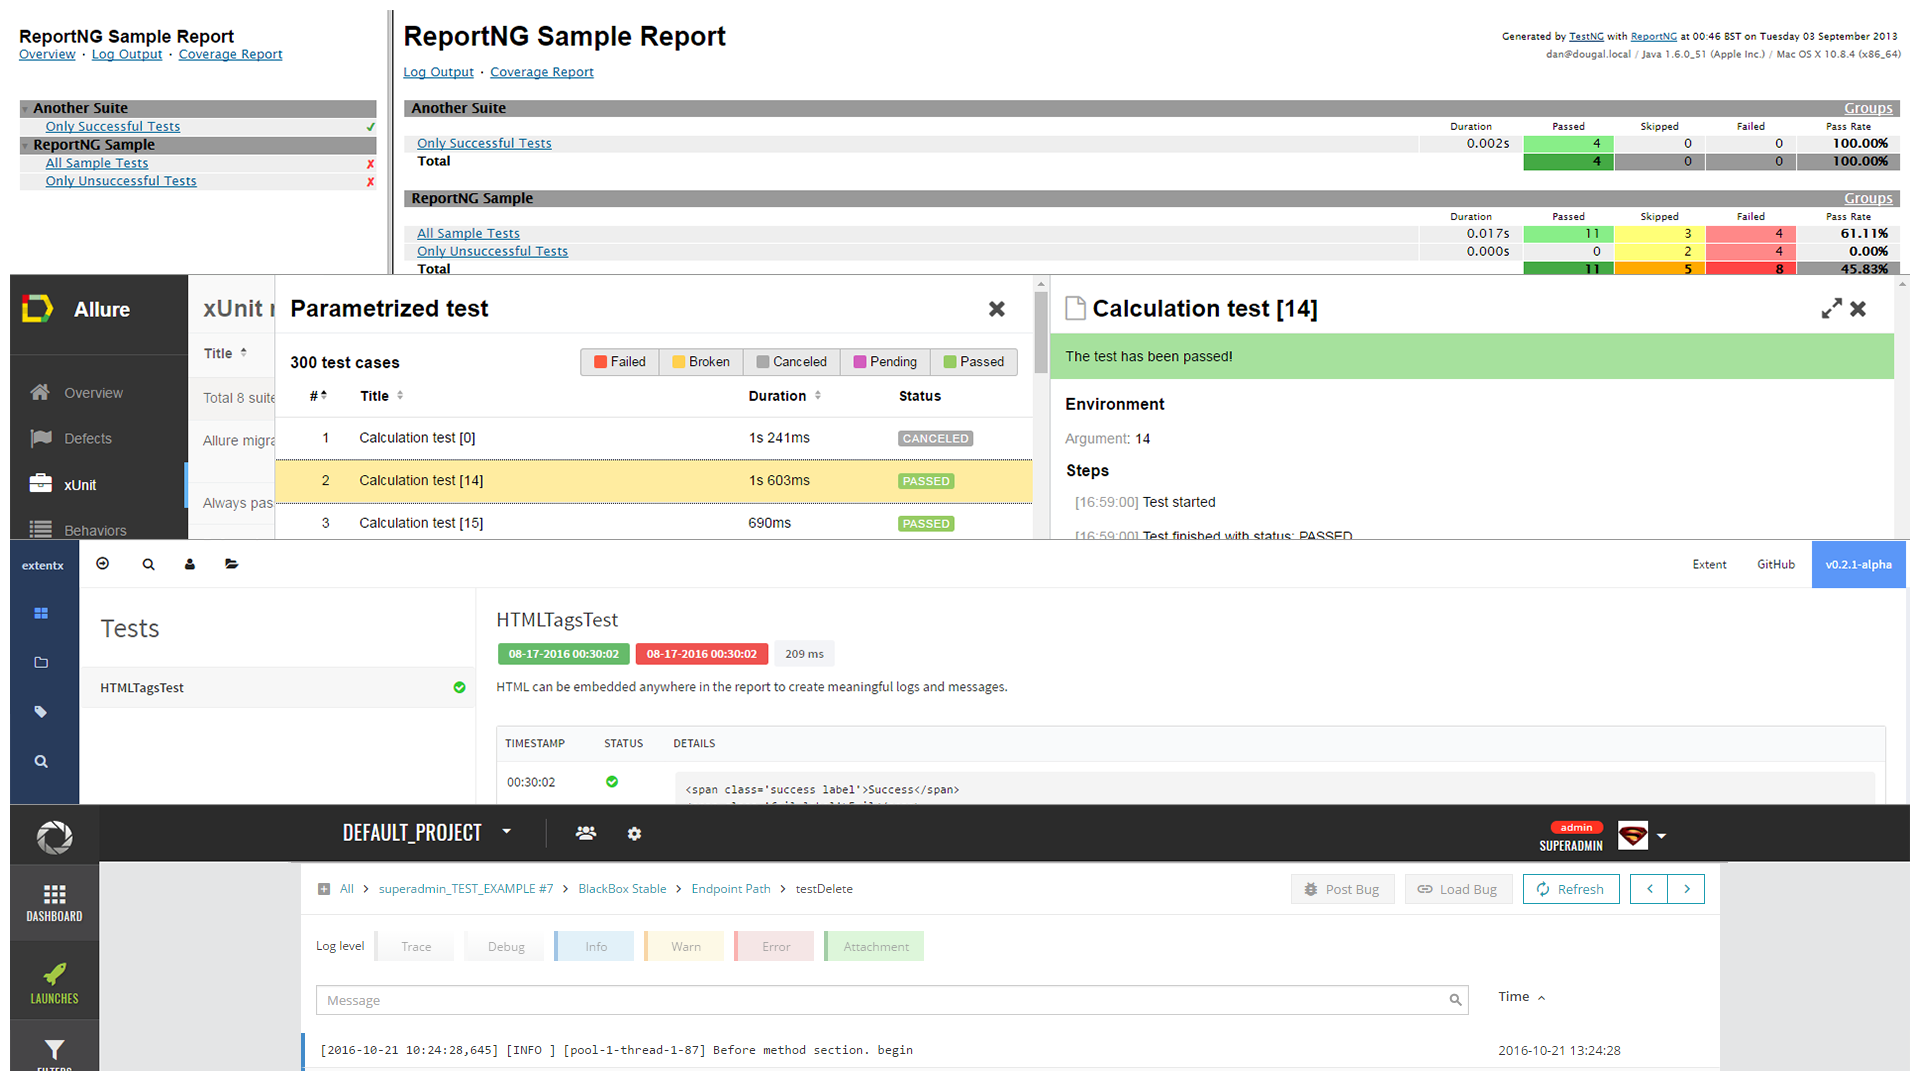 ReportNG Sample Report
Overview · Log Output · Coverage Report
Another Suite
Only Successful Tests
ReportNG Sample
All Sample Tests
Only Unsuccessful Tests
ReportNG Sample Report
Generated by TestNG with ReportNG at 00:46 BST on Tuesday 03 September 2013
dan@dougal.local / Java 1.6.0_51 (Apple Inc.) / Mac OS X 10.8.4 (x86_64)
Log Output · Coverage Report
Another Suite Groups
Duration Passed Skipped Failed Pass Rate
Only Successful Tests 0.002s 4 0 0 100.00%
Total 4 0 0 100.00%
ReportNG Sample Groups
Duration Passed Skipped Failed Pass Rate
All Sample Tests 0.017s 11 3 4 61.11%
Only Unsuccessful Tests 0.000s 0 2 4 0.00%
Total 11 5 8 45.83%
Allure
Overview
Defects
xUnit
Behaviors
xUnit r
Title
Total 8 suite
Allure migra
Always pas
Parametrized test
300 test cases Failed Broken Canceled Pending Passed
# Title Duration Status
1 Calculation test [0] 1s 241ms CANCELED
2 Calculation test [14] 1s 603ms PASSED
3 Calculation test [15] 690ms PASSED
Calculation test [14]
The test has been passed!
Environment
Argument: 14
Steps
[16:59:00] Test started
[16:59:00] Test finished with status: PASSED
extentx Extent GitHub v0.2.1-alpha
Tests
HTMLTagsTest
HTMLTagsTest
08-17-2016 00:30:02 08-17-2016 00:30:02 209 ms
HTML can be embedded anywhere in the report to create meaningful logs and messages.
TIMESTAMP STATUS DETAILS
00:30:02 <span class='success label'>Success</span>
DEFAULT_PROJECT
admin
SUPERADMIN
DASHBOARD
LAUNCHES
FILTERS
All > superadmin_TEST_EXAMPLE #7 > BlackBox Stable > Endpoint Path > testDelete
Post Bug Load Bug Refresh < >
Log level Trace Debug Info Warn Error Attachment
Message Time
[2016-10-21 10:24:28,645] [INFO ] [pool-1-thread-1-87] Before method section. begin 2016-10-21 13:24:28